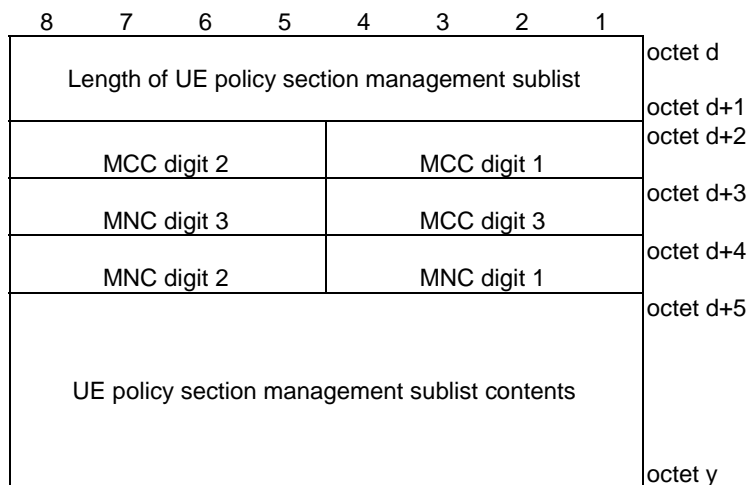 8 7 6 5 4 3 2 1
octet d
Length of UE policy section management sublist
octet d+1
octet d+2
MCC digit 2 MCC digit 1
octet d+3
MNC digit 3 MCC digit 3
octet d+4
MNC digit 2 MNC digit 1
octet d+5
UE policy section management sublist contents
octet y